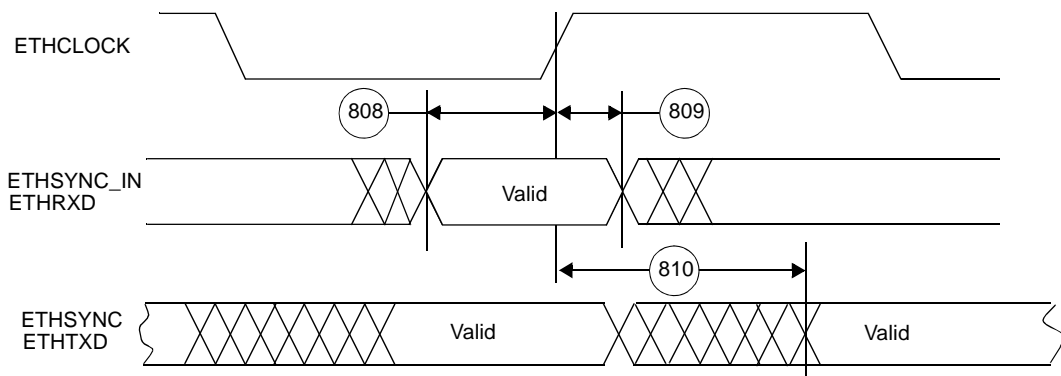 ETHCLOCK
808
809
ETHSYNC_IN
ETHRXD
Valid
810
ETHSYNC
ETHTXD
Valid
Valid